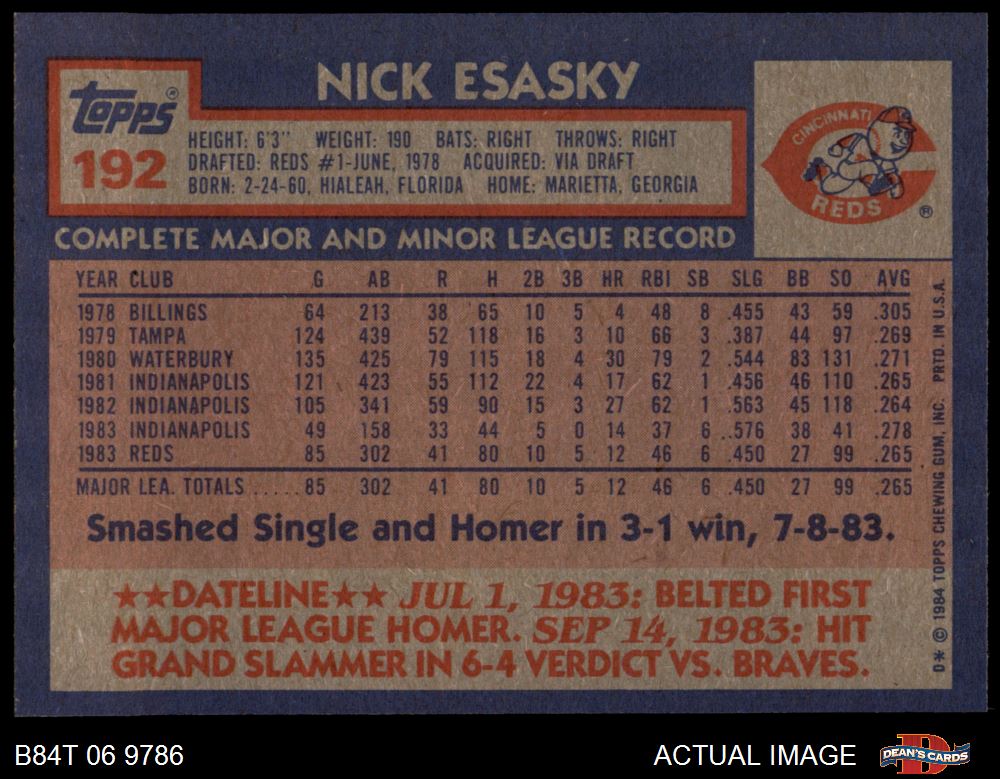 NICK ESASKY
Topps®
192
HEIGHT: 6'3" WEIGHT: 190 BATS: RIGHT THROWS: RIGHT
DRAFTED: REDS #1-JUNE, 1978 ACQUIRED: VIA DRAFT
BORN: 2-24-60, HIALEAH, FLORIDA HOME: MARIETTA, GEORGIA
CINCINNATI
REDS
®
COMPLETE MAJOR AND MINOR LEAGUE RECORD
YEAR CLUB G AB R H 2B 3B HR RBI SB SLG BB SO AVG
1978 BILLINGS 64 213 38 65 10 5 4 48 8 .455 43 59 .305
1979 TAMPA 124 439 52 118 16 3 10 66 3 .387 44 97 .269
1980 WATERBURY 135 425 79 115 18 4 30 79 2 .544 83 131 .271
1981 INDIANAPOLIS 121 423 55 112 22 4 17 62 1 .456 46 110 .265
1982 INDIANAPOLIS 105 341 59 90 15 3 27 62 1 .563 45 118 .264
1983 INDIANAPOLIS 49 158 33 44 5 0 14 37 6 ..576 38 41 .278
1983 REDS 85 302 41 80 10 5 12 46 6 .450 27 99 .265
MAJOR LEA. TOTALS ..... 85 302 41 80 10 5 12 46 6 .450 27 99 .265
Smashed Single and Homer in 3-1 win, 7-8-83.
★★DATELINE★★ JUL 1, 1983: BELTED FIRST
MAJOR LEAGUE HOMER. SEP 14, 1983: HIT
GRAND SLAMMER IN 6-4 VERDICT VS. BRAVES.
D* © 1984 TOPPS CHEWING GUM, INC. PRTD. IN U.S.A.
B84T 06 9786
ACTUAL IMAGE
D
DEAN'S CARDS